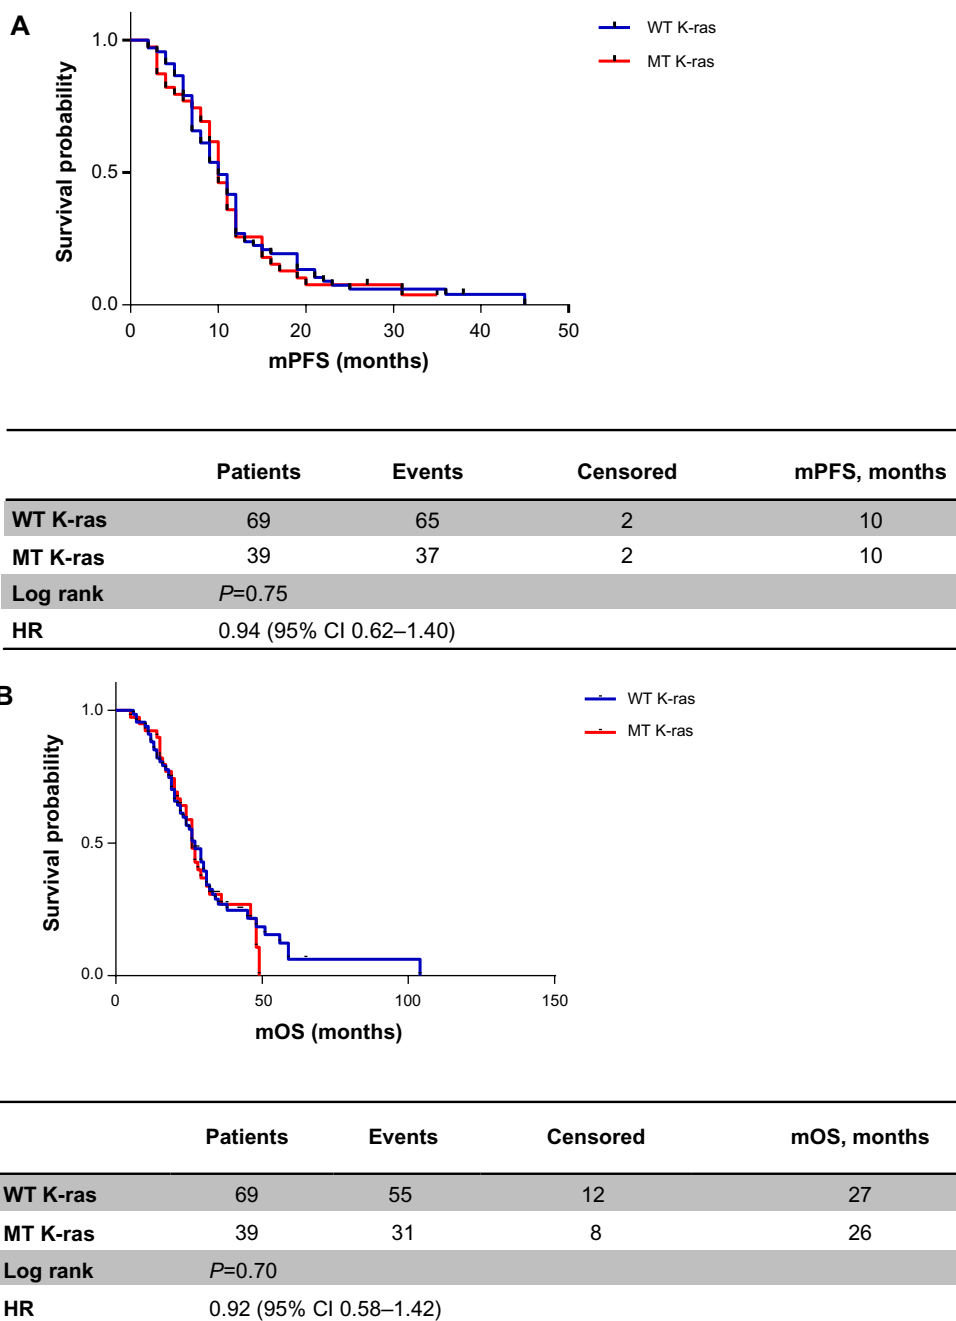 A
WT K-ras
MT K-ras
Survival probability
1.0
0.5
0.0
0 10 20 30 40 50
mPFS (months)
Patients Events Censored mPFS, months
WT K-ras 69 65 2 10
MT K-ras 39 37 2 10
Log rank P=0.75
HR 0.94 (95% CI 0.62–1.40)
B
WT K-ras
MT K-ras
Survival probability
1.0
0.5
0.0
0 50 100 150
mOS (months)
Patients Events Censored mOS, months
WT K-ras 69 55 12 27
MT K-ras 39 31 8 26
Log rank P=0.70
HR 0.92 (95% CI 0.58–1.42)